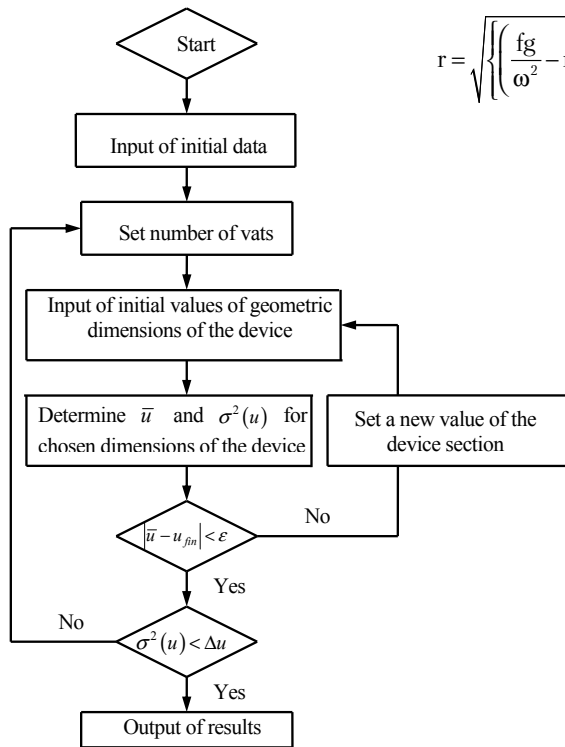 Start
r = √{[(fg/ω² − r
Input of initial data
Set number of vats
Input of initial values of geometric
dimensions of the device
Determine u̅ and σ²(u) for
chosen dimensions of the device
Set a new value of the
device section
|u̅ − u_fin| < ε
No
Yes
No
σ²(u) < Δu
Yes
Output of results